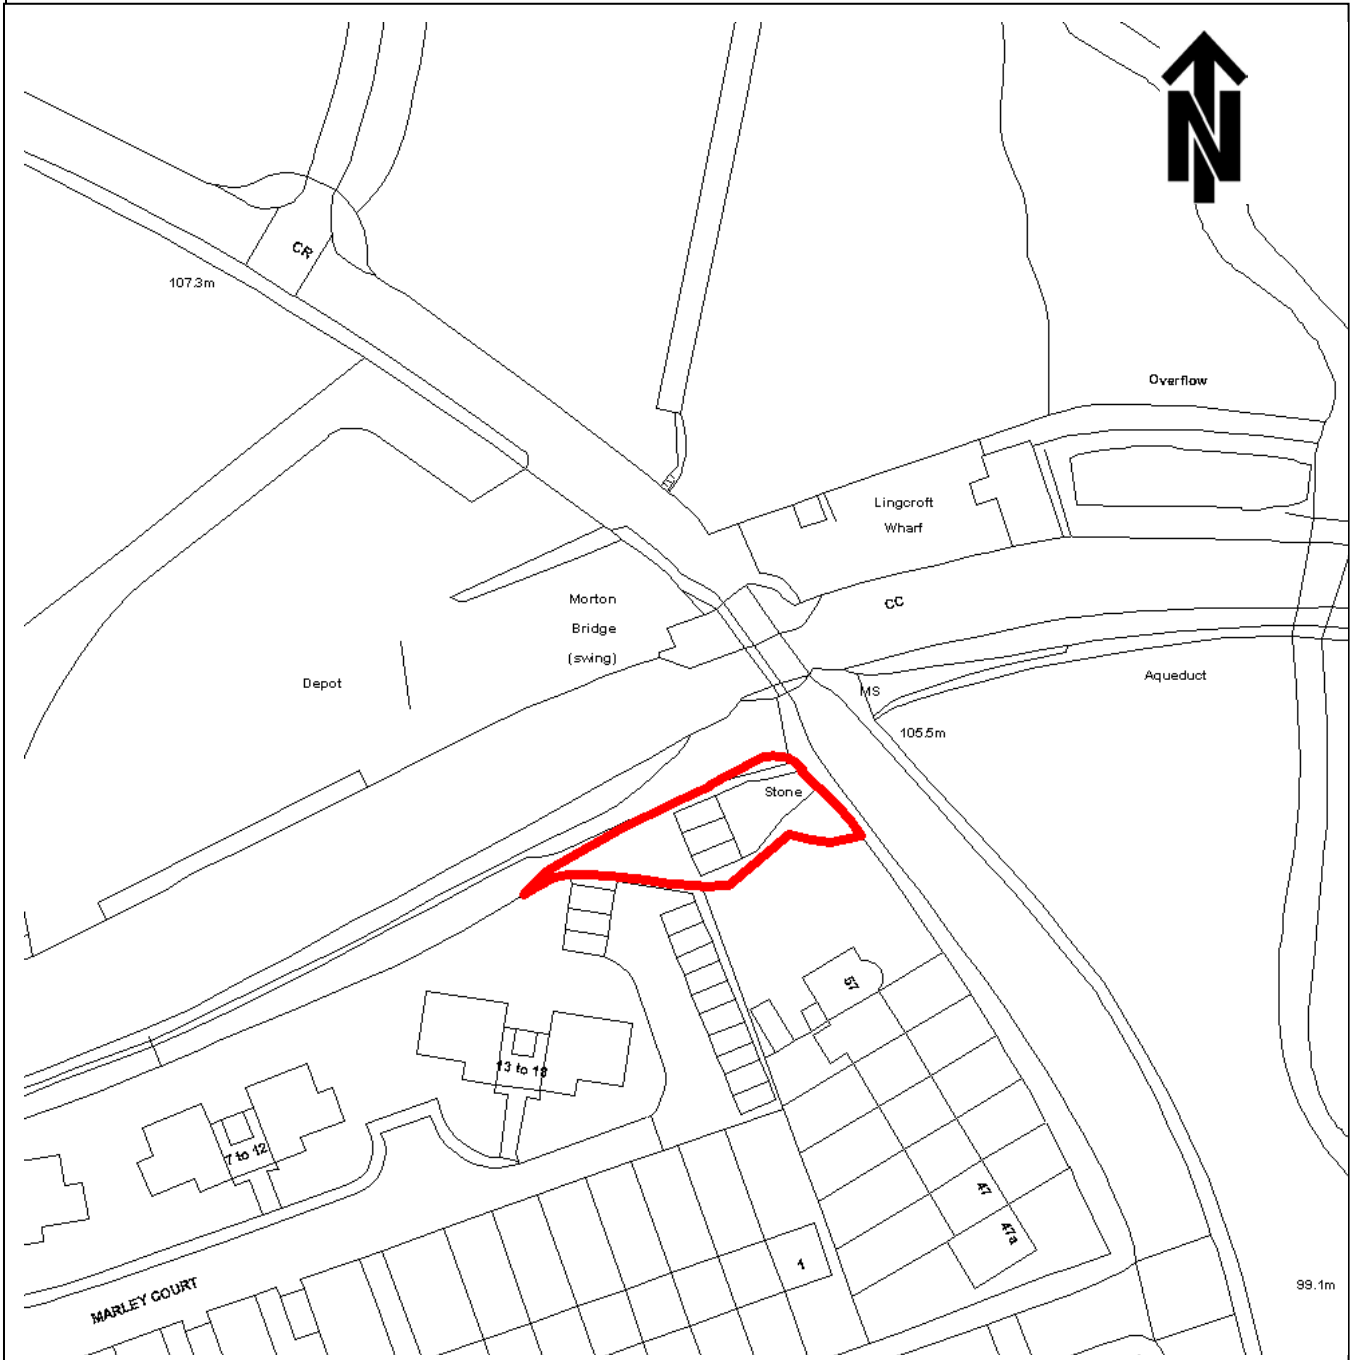 N
CR
107.3m
Overflow
Lingcroft
Wharf
Morton
Bridge
(swing)
CC
Depot
MS
Aqueduct
105.5m
Stone
57
13 to 18
7 to 12
47
47a
1
MARLEY COURT
99.1m